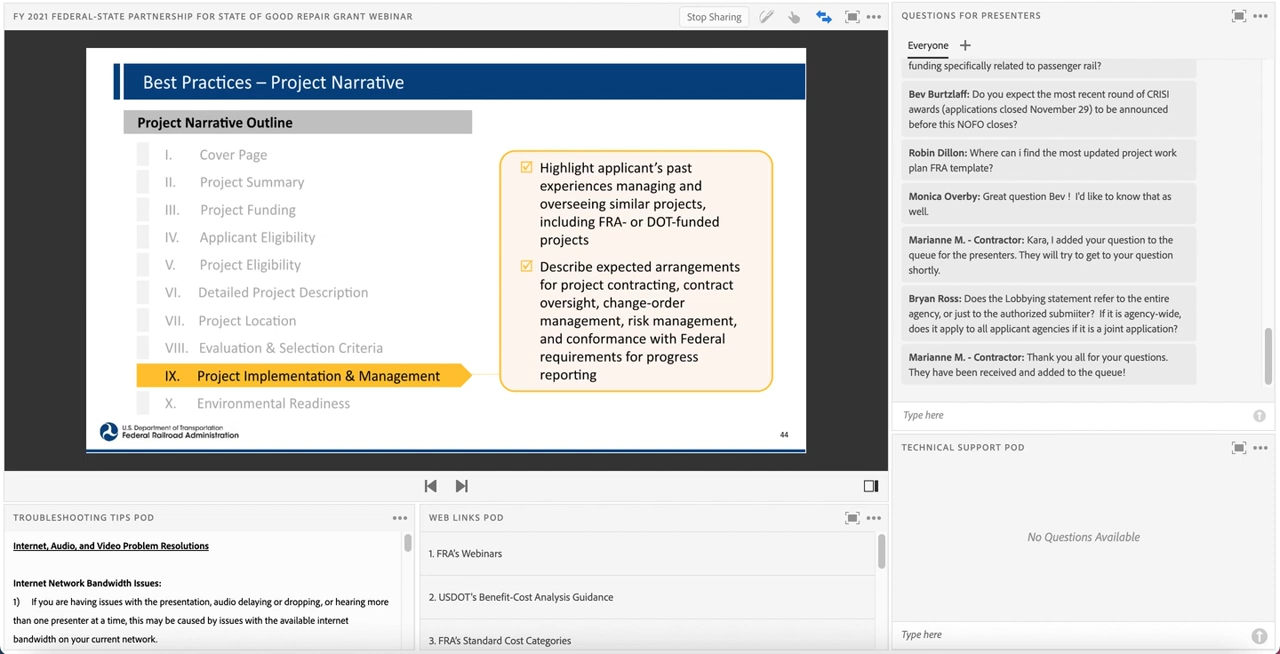 FY 2021 FEDERAL-STATE PARTNERSHIP FOR STATE OF GOOD REPAIR GRANT WEBINAR
Stop Sharing
Best Practices – Project Narrative
Project Narrative Outline
I. Cover Page
II. Project Summary
III. Project Funding
IV. Applicant Eligibility
V. Project Eligibility
VI. Detailed Project Description
VII. Project Location
VIII. Evaluation & Selection Criteria
IX. Project Implementation & Management
X. Environmental Readiness
Highlight applicant's past
experiences managing and
overseeing similar projects,
including FRA- or DOT-funded
projects
Describe expected arrangements
for project contracting, contract
oversight, change-order
management, risk management,
and conformance with Federal
requirements for progress
reporting
U.S. Department of Transportation
Federal Railroad Administration
44
TROUBLESHOOTING TIPS POD
Internet, Audio, and Video Problem Resolutions
Internet Network Bandwidth Issues:
1) If you are having issues with the presentation, audio delaying or dropping, or hearing more
than one presenter at a time, this may be caused by issues with the available internet
bandwidth on your current network.
WEB LINKS POD
1. FRA's Webinars
2. USDOT's Benefit-Cost Analysis Guidance
3. FRA's Standard Cost Categories
QUESTIONS FOR PRESENTERS
Everyone +
funding specifically related to passenger rail?
Bev Burtzlaff: Do you expect the most recent round of CRISI
awards (applications closed November 29) to be announced
before this NOFO closes?
Robin Dillon: Where can i find the most updated project work
plan FRA template?
Monica Overby: Great question Bev ! I'd like to know that as
well.
Marianne M. - Contractor: Kara, I added your question to the
queue for the presenters. They will try to get to your question
shortly.
Bryan Ross: Does the Lobbying statement refer to the entire
agency, or just to the authorized submiiter? If it is agency-wide,
does it apply to all applicant agencies if it is a joint application?
Marianne M. - Contractor: Thank you all for your questions.
They have been received and added to the queue!
Type here
TECHNICAL SUPPORT POD
No Questions Available
Type here